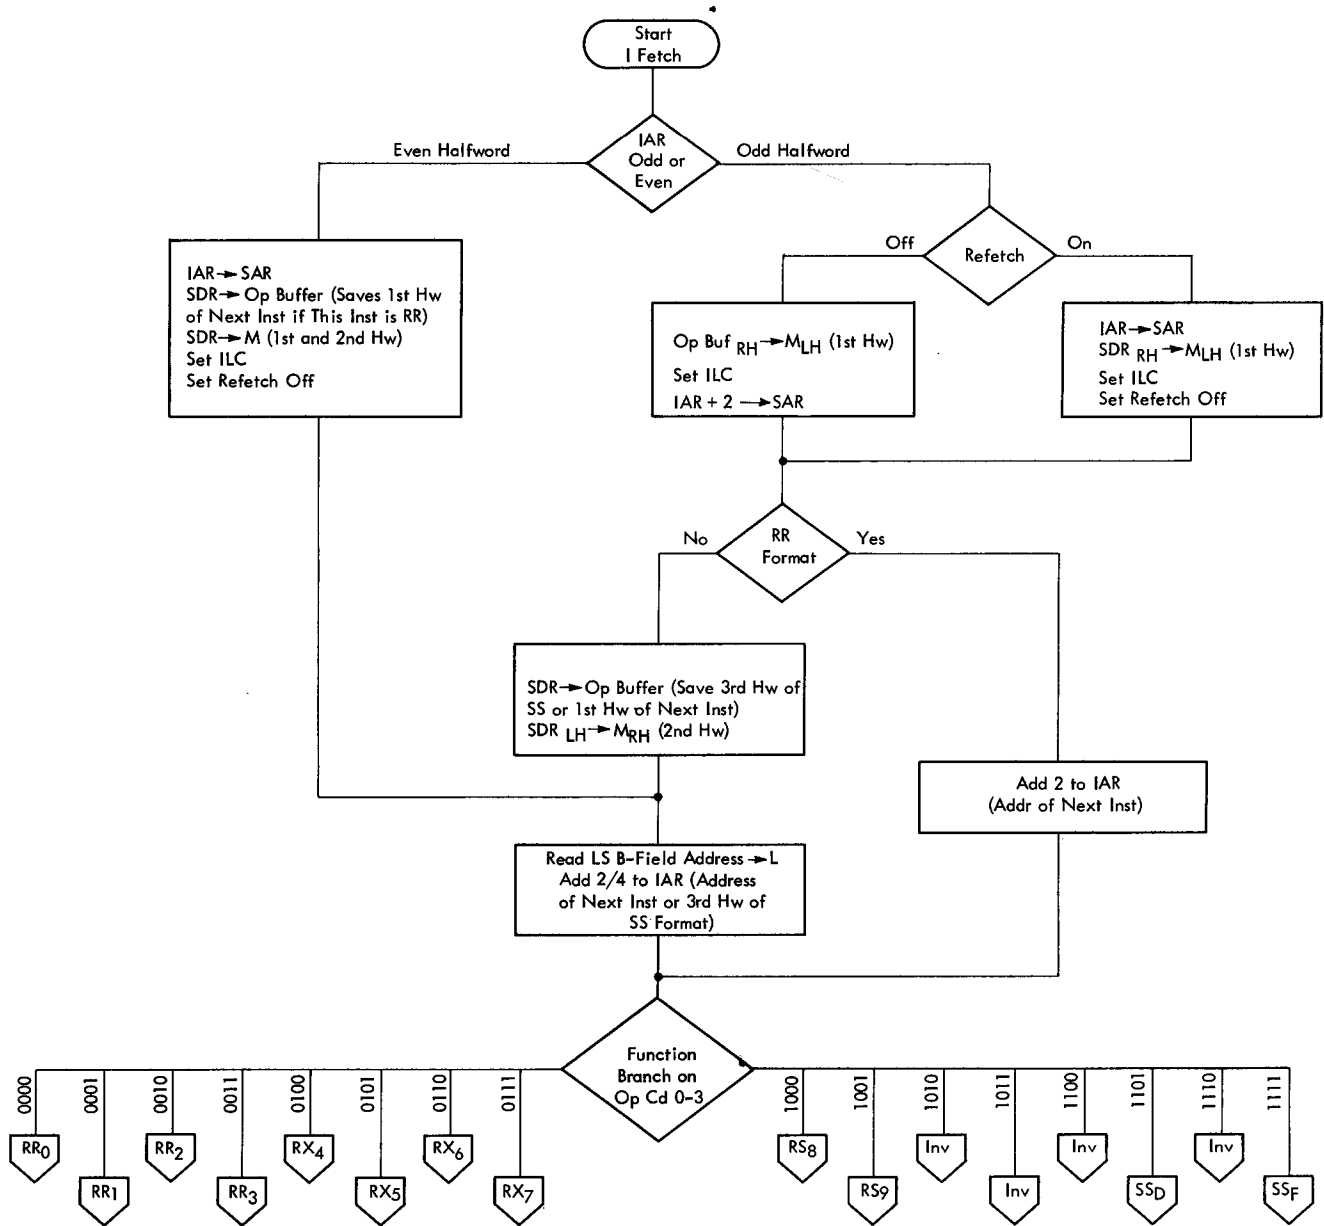 Start
I Fetch
IAR
Odd or
Even
Even Halfword
Odd Halfword
Refetch
Off
On
IAR→SAR
SDR→Op Buffer (Saves 1st Hw
of Next Inst if This Inst is RR)
SDR→M (1st and 2nd Hw)
Set ILC
Set Refetch Off
Op Buf RH→MLH (1st Hw)
Set ILC
IAR + 2 →SAR
IAR→SAR
SDR RH→MLH (1st Hw)
Set ILC
Set Refetch Off
RR
Format
No
Yes
SDR→Op Buffer (Save 3rd Hw of
SS or 1st Hw of Next Inst)
SDR LH→MRH (2nd Hw)
Add 2 to IAR
(Addr of Next Inst)
Read LS B-Field Address→L
Add 2/4 to IAR (Address
of Next Inst or 3rd Hw of
SS Format)
Function
Branch on
Op Cd 0-3
0000
0001
0010
0011
0100
0101
0110
0111
1000
1001
1010
1011
1100
1101
1110
1111
RR0
RR1
RR2
RR3
RX4
RX5
RX6
RX7
RS8
RS9
Inv
Inv
Inv
SSD
Inv
SSF